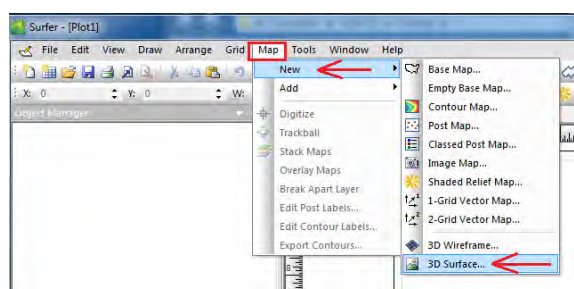 Surfer - [Plot1]
File Edit View Draw Arrange Grid Map Tools Window Help
X: 0 Y: 0 W:
Object Manager
New
Add
Digitize
Trackball
Stack Maps
Overlay Maps
Break Apart Layer
Edit Post Labels...
Edit Contour Labels...
Export Contours...
Base Map...
Empty Base Map...
Contour Map...
Post Map...
Classed Post Map...
Image Map...
Shaded Relief Map...
1-Grid Vector Map...
2-Grid Vector Map...
3D Wireframe...
3D Surface...
8